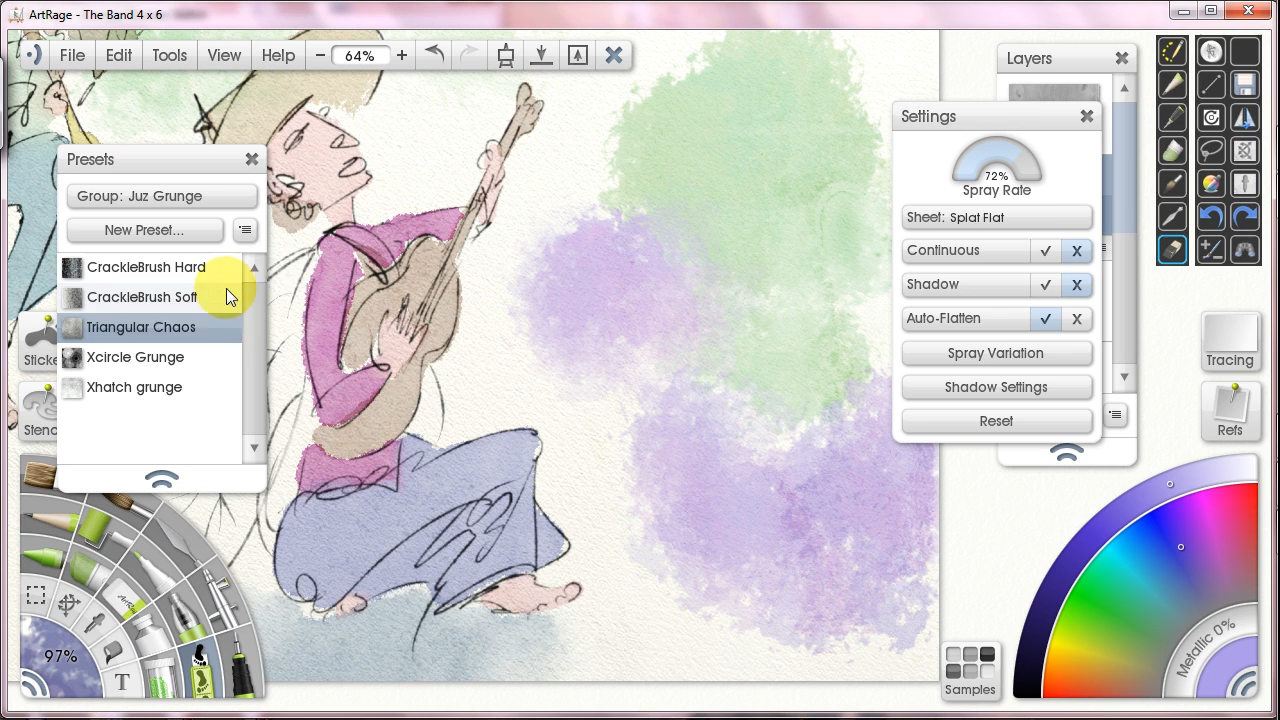 ArtRage - The Band 4 x 6
File Edit Tools View Help − 64% +
Layers
Presets
Group: Juz Grunge
New Preset...
CrackleBrush Hard
CrackleBrush Soft
Triangular Chaos
Xcircle Grunge
Xhatch grunge
Settings
72%
Spray Rate
Sheet: Splat Flat
Continuous
Shadow
Auto-Flatten
Spray Variation
Shadow Settings
Reset
Sticke
Stenc
Tracing
Refs
97%
T
Samples
Metallic 0%